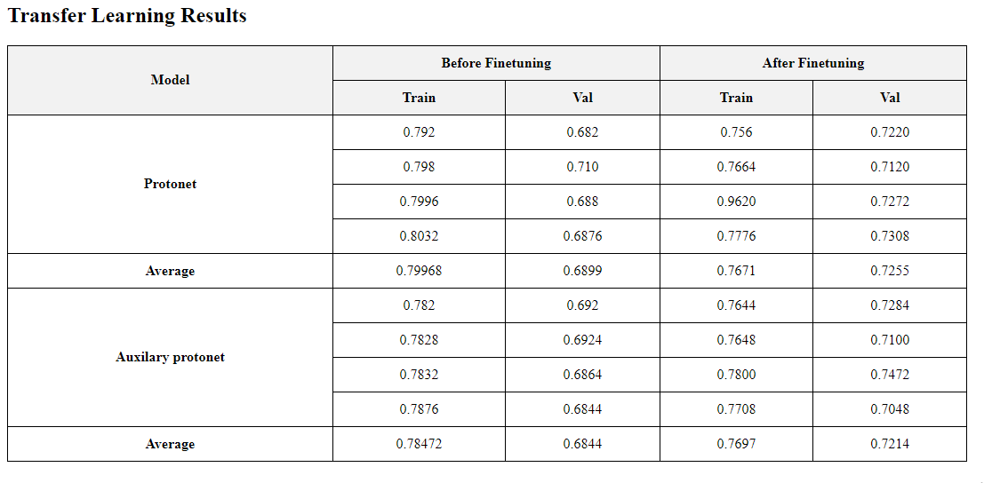 Transfer Learning Results
Model Before Finetuning After Finetuning
Train Val Train Val
Protonet 0.792 0.682 0.756 0.7220
0.798 0.710 0.7664 0.7120
0.7996 0.688 0.9620 0.7272
0.8032 0.6876 0.7776 0.7308
Average 0.79968 0.6899 0.7671 0.7255
Auxilary protonet 0.782 0.692 0.7644 0.7284
0.7828 0.6924 0.7648 0.7100
0.7832 0.6864 0.7800 0.7472
0.7876 0.6844 0.7708 0.7048
Average 0.78472 0.6844 0.7697 0.7214